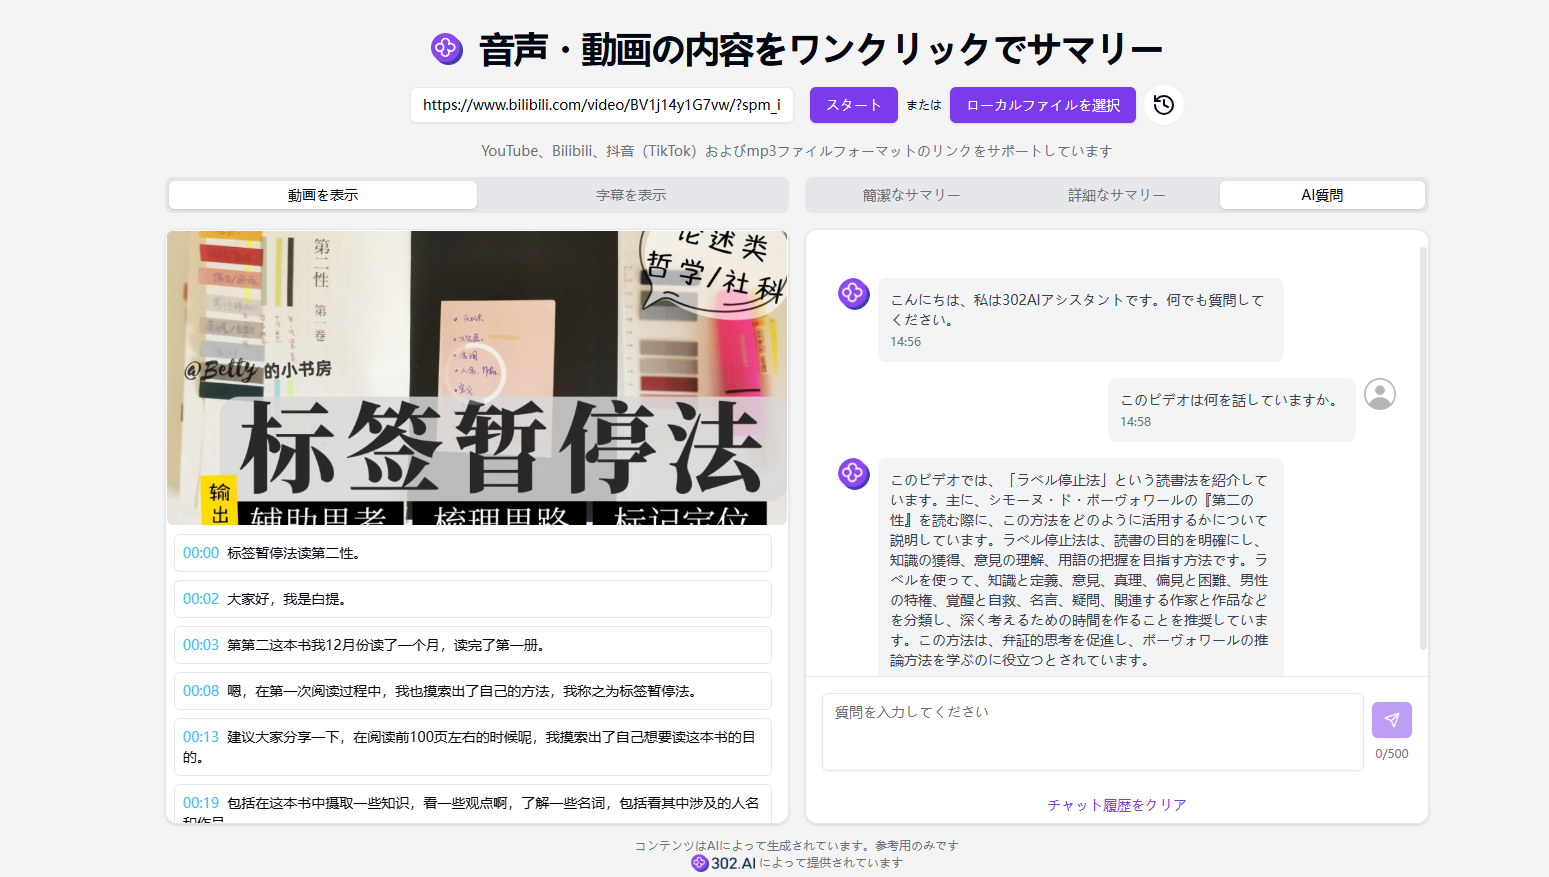 音声・動画の内容をワンクリックでサマリー
https://www.bilibili.com/video/BV1j14y1G7vw/?spm_i
スタート
または
ローカルファイルを選択
YouTube、Bilibili、抖音（TikTok）およびmp3ファイルフォーマットのリンクをサポートしています
動画を表示
字幕を表示
簡潔なサマリー
詳細なサマリー
AI質問
第二性
第一卷
论述类
哲学/社科
@Betty的小书房
标签暂停法
输出
辅助思考·梳理思路·标记定位
00:00 标签暂停法读第二性。
00:02 大家好，我是白提。
00:03 第第二这本书我12月份读了一个月，读完了第一册。
00:08 嗯，在第一次阅读过程中，我也摸索出了自己的方法，我称之为标签暂停法。
00:13 建议大家分享一下，在阅读前100页左右的时候呢，我摸索出了自己想要读这本书的目
的。
00:19 包括在这本书中摄取一些知识，看一些观点啊，了解一些名词，包括看其中涉及的人名
和作品
こんにちは、私は302AIアシスタントです。何でも質問して
ください。
14:56
このビデオは何を話していますか。
14:58
このビデオでは、「ラベル停止法」という読書法を紹介して
います。主に、シモーヌ・ド・ボーヴォワールの『第二の
性』を読む際に、この方法をどのように活用するかについて
説明しています。ラベル停止法は、読書の目的を明確にし、
知識の獲得、意見の理解、用語の把握を目指す方法です。ラ
ベルを使って、知識と定義、意見、真理、偏見と困難、男性
の特権、覚醒と自救、名言、疑問、関連する作家と作品など
を分類し、深く考えるための時間を作ることを推奨していま
す。この方法は、弁証的思考を促進し、ボーヴォワールの推
論方法を学ぶのに役立つとされています。
質問を入力してください
0/500
チャット履歴をクリア
コンテンツはAIによって生成されています。参考用のみです
302.AI によって提供されています